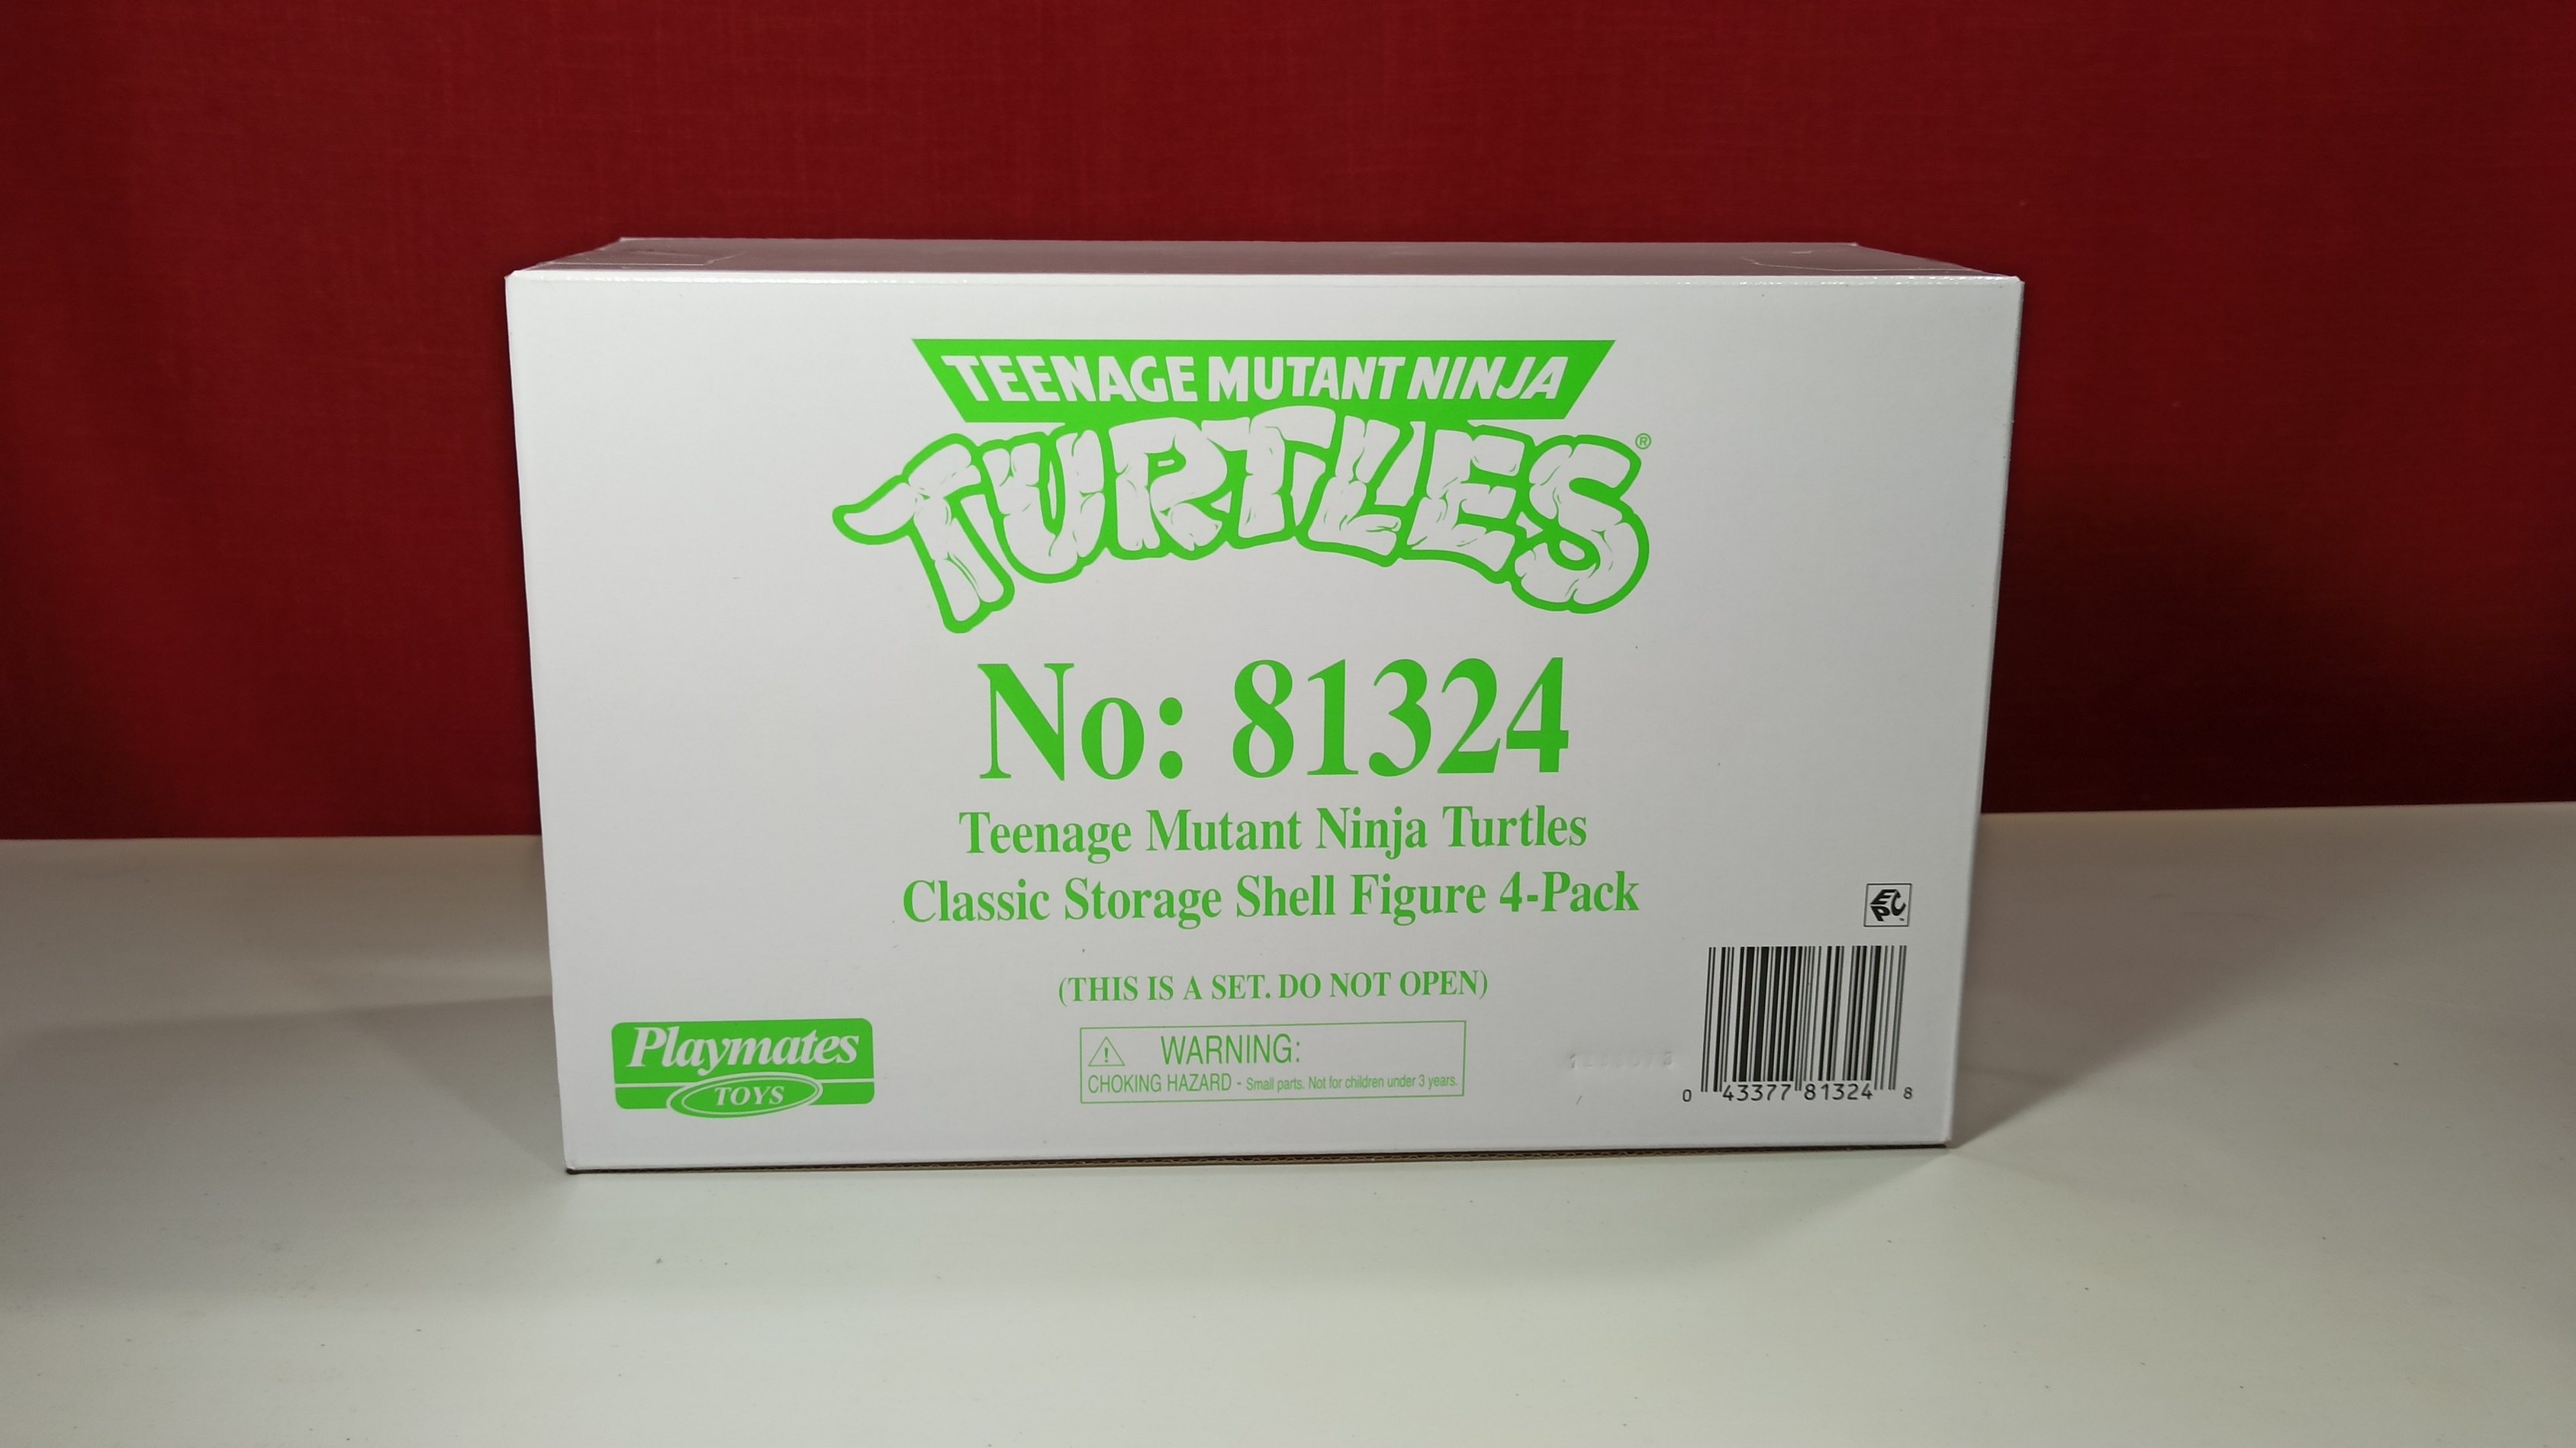 TEENAGE MUTANT NINJA
TURTLES®
No: 81324
Teenage Mutant Ninja Turtles
Classic Storage Shell Figure 4-Pack
(THIS IS A SET. DO NOT OPEN)
EPC
Playmates
TOYS
WARNING:
CHOKING HAZARD - Small parts. Not for children under 3 years.
0 43377 81324 8